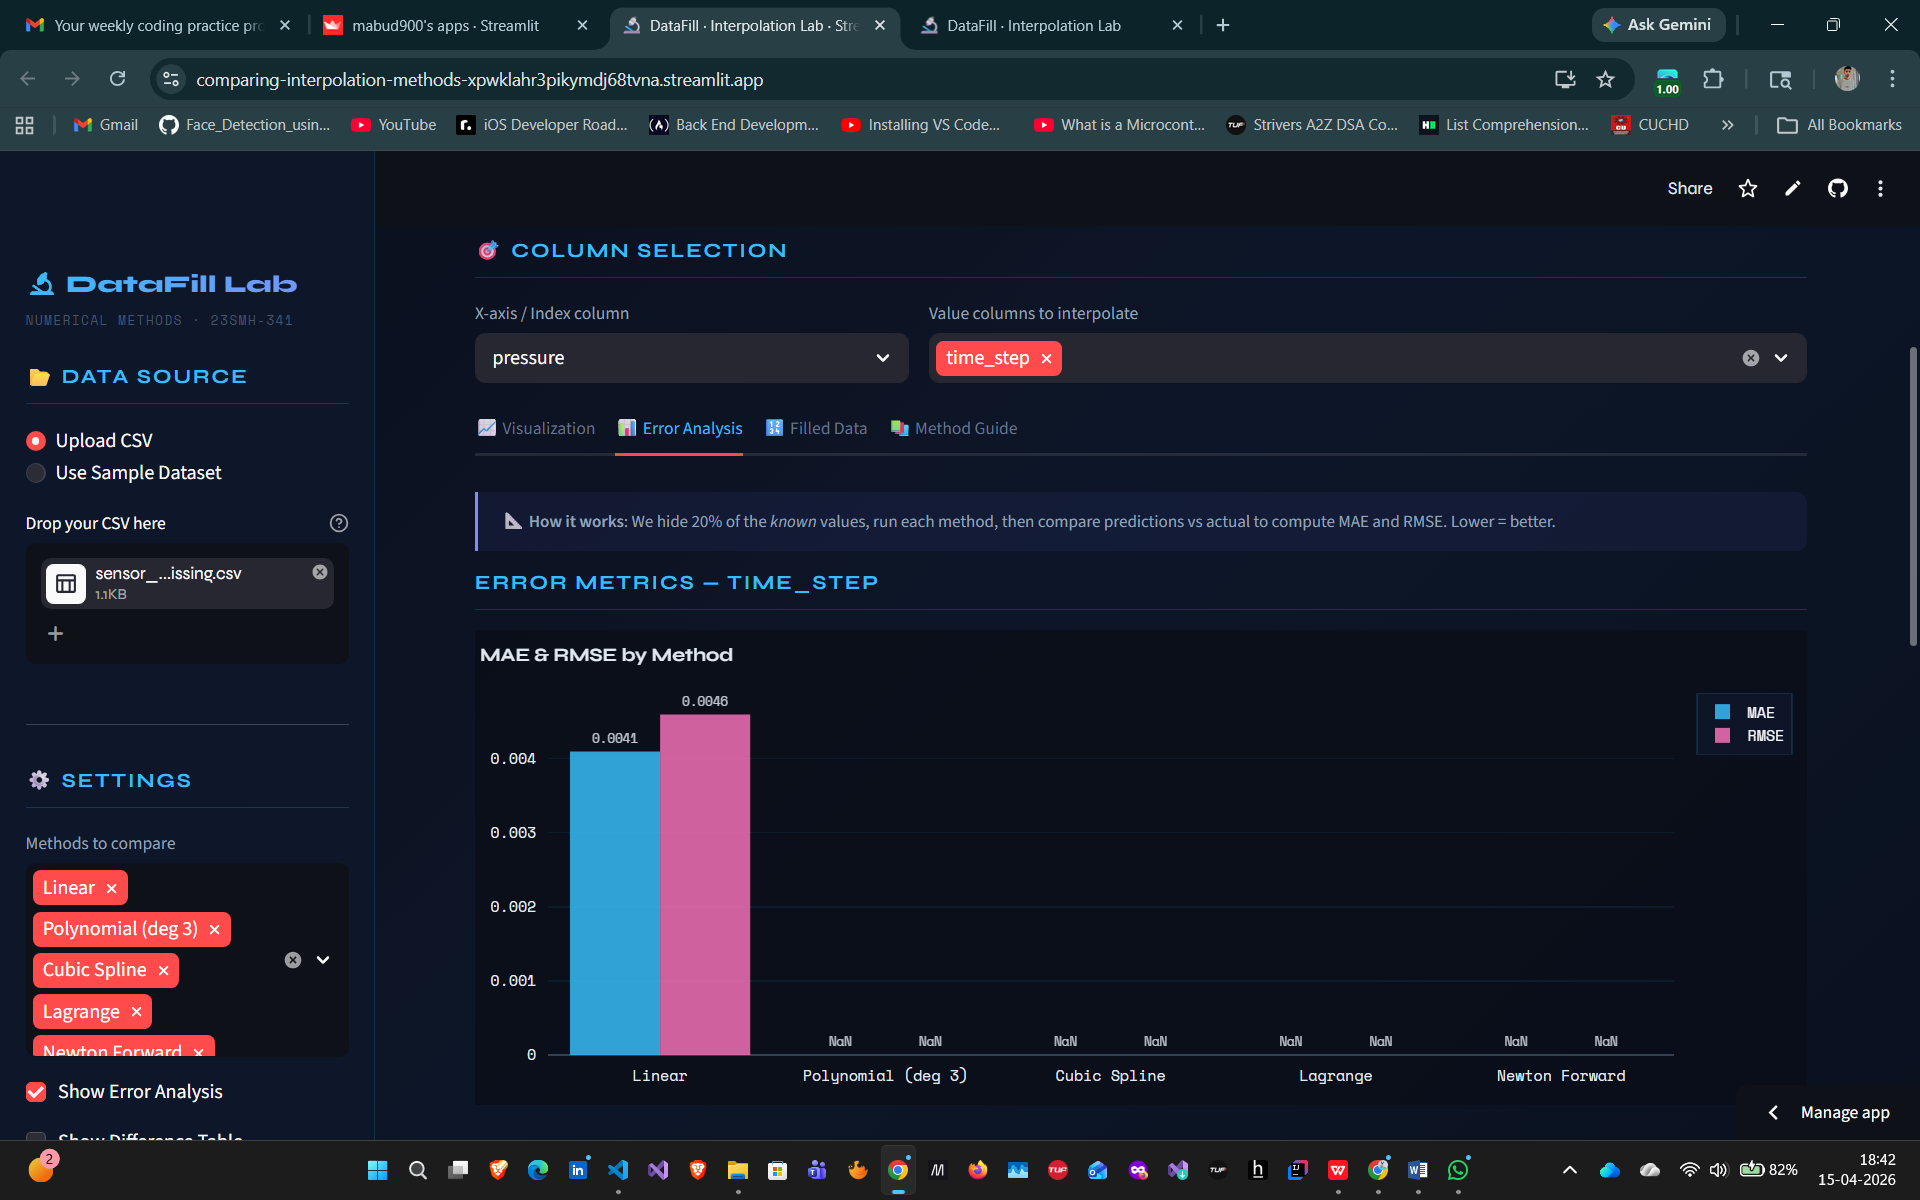 Your weekly coding practice pro
mabud900's apps · Streamlit
DataFill · Interpolation Lab · Stre
DataFill · Interpolation Lab
Ask Gemini
comparing-interpolation-methods-xpwklahr3pikymdj68tvna.streamlit.app
1.00
Gmail
Face_Detection_usin...
YouTube
iOS Developer Road...
Back End Developm...
Installing VS Code...
What is a Microcont...
Strivers A2Z DSA Co...
List Comprehension...
CUCHD
All Bookmarks
Share
DataFill Lab
NUMERICAL METHODS · 23SMH-341
DATA SOURCE
Upload CSV
Use Sample Dataset
Drop your CSV here
sensor_...issing.csv
1.1KB
SETTINGS
Methods to compare
Linear
Polynomial (deg 3)
Cubic Spline
Lagrange
Newton Forward
Show Error Analysis
Show Difference Table
COLUMN SELECTION
X-axis / Index column
Value columns to interpolate
pressure
time_step
Visualization
Error Analysis
Filled Data
Method Guide
How it works: We hide 20% of the known values, run each method, then compare predictions vs actual to compute MAE and RMSE. Lower = better.
ERROR METRICS — TIME_STEP
MAE & RMSE by Method
0.0046
0.0041
MAE
RMSE
0.004
0.003
0.002
0.001
0
NaN NaN NaN NaN NaN NaN NaN NaN
Linear Polynomial (deg 3) Cubic Spline Lagrange Newton Forward
Manage app
2
82%
18:42
15-04-2026